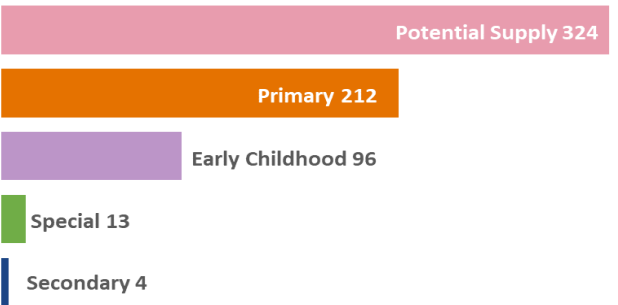 Potential Supply 324
Primary 212
Early Childhood 96
Special 13
Secondary 4